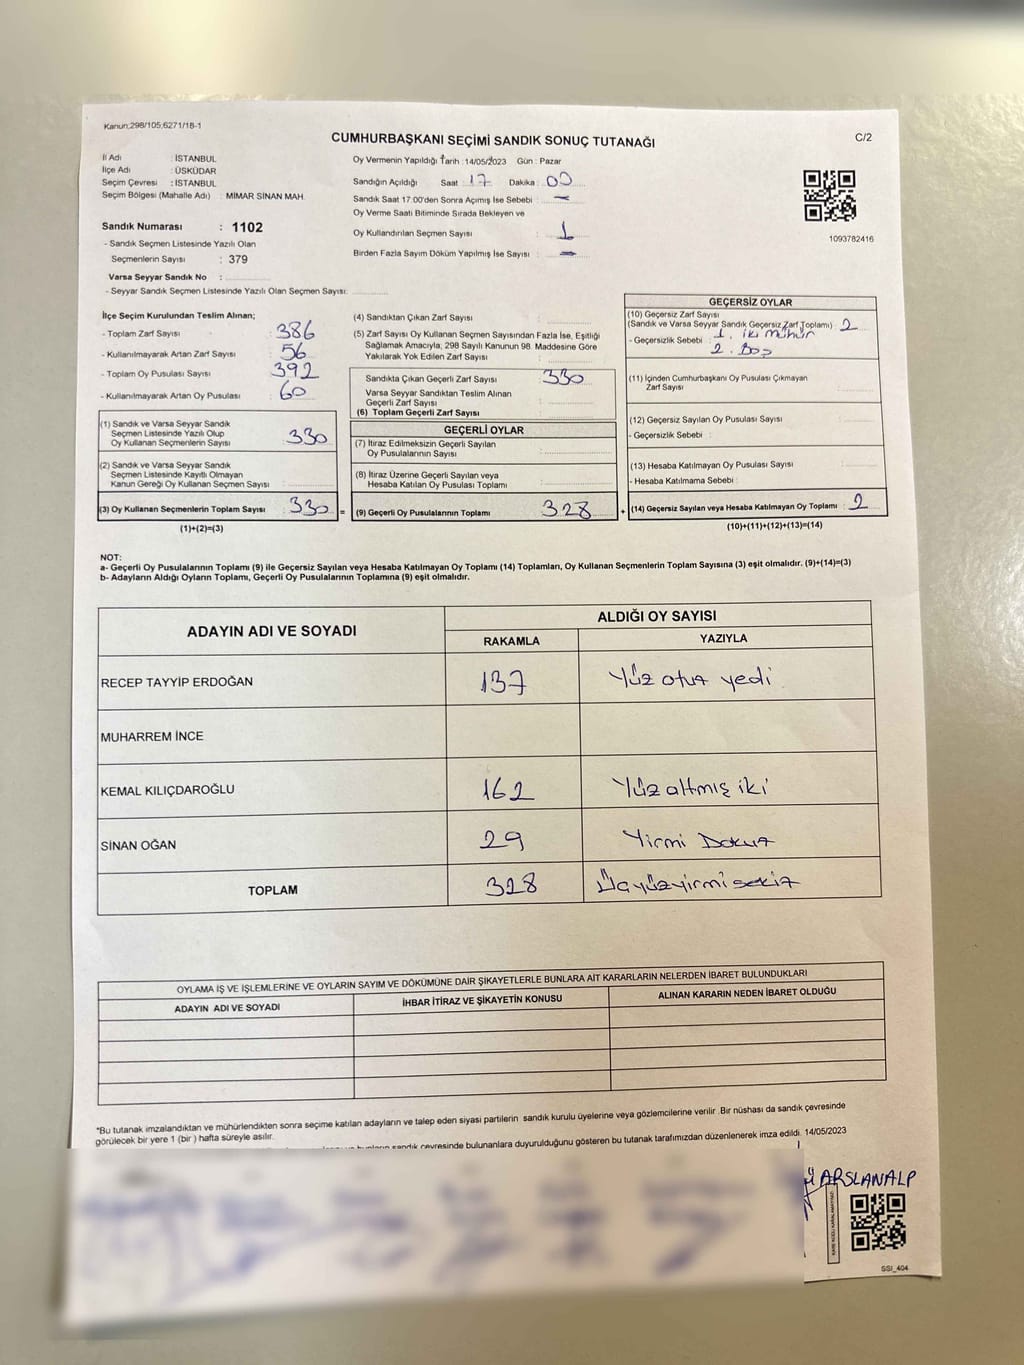 Kanun;298/105;6271/18-1
CUMHURBAŞKANI SEÇİMİ SANDIK SONUÇ TUTANAĞI
C/2
İl Adı : İSTANBUL
İlçe Adı : ÜSKÜDAR
Seçim Çevresi : İSTANBUL
Seçim Bölgesi (Mahalle Adı) : MİMAR SİNAN MAH.
Sandık Numarası : 1102
- Sandık Seçmen Listesinde Yazılı Olan
Seçmenlerin Sayısı : 379
Varsa Seyyar Sandık No :
- Seyyar Sandık Seçmen Listesinde Yazılı Olan Seçmen Sayısı:
Oy Vermenin Yapıldığı Tarih :14/05/2023 Gün : Pazar
Sandığın Açıldığı Saat : 17 Dakika : 00
Sandık Saat 17.00'den Sonra Açılmış İse Sebebi : -
Oy Verme Saati Bitiminde Sırada Bekleyen ve
Oy Kullandırılan Seçmen Sayısı : 1
Birden Fazla Sayım Döküm Yapılmış İse Sayısı : -
1093782416
İlçe Seçim Kurulundan Teslim Alınan;
- Toplam Zarf Sayısı : 386
- Kullanılmayarak Artan Zarf Sayısı : 56
- Toplam Oy Pusulası Sayısı : 392
- Kullanılmayarak Artan Oy Pusulası : 60
(1) Sandık ve Varsa Seyyar Sandık
Seçmen Listesinde Yazılı Olup
Oy Kullanan Seçmenlerin Sayısı : 330
(2) Sandık ve Varsa Seyyar Sandık
Seçmen Listesinde Kayıtlı Olmayan
Kanun Gereği Oy Kullanan Seçmen Sayısı :
(3) Oy Kullanan Seçmenlerin Toplam Sayısı : 330 =
(1)+(2)=(3)
(4) Sandıktan Çıkan Zarf Sayısı :
(5) Zarf Sayısı Oy Kullanan Seçmen Sayısından Fazla İse, Eşitliği
Sağlamak Amacıyla; 298 Sayılı Kanunun 98. Maddesine Göre
Yakılarak Yok Edilen Zarf Sayısı :
Sandıkta Çıkan Geçerli Zarf Sayısı : 330
Varsa Seyyar Sandıktan Teslim Alınan
Geçerli Zarf Sayısı :
(6) Toplam Geçerli Zarf Sayısı :
GEÇERLİ OYLAR
(7) İtiraz Edilmeksizin Geçerli Sayılan
Oy Pusulalarının Sayısı :
(8) İtiraz Üzerine Geçerli Sayılan veya
Hesaba Katılan Oy Pusulası Toplamı :
(9) Geçerli Oy Pusulalarının Toplamı : 328 +
GEÇERSİZ OYLAR
(10) Geçersiz Zarf Sayısı
(Sandık ve Varsa Seyyar Sandık Geçersiz Zarf Toplamı) : 2
- Geçersizlik Sebebi : 1. iki mühür
2. Boş
(11) İçinden Cumhurbaşkanı Oy Pusulası Çıkmayan
Zarf Sayısı :
(12) Geçersiz Sayılan Oy Pusulası Sayısı :
- Geçersizlik Sebebi :
(13) Hesaba Katılmayan Oy Pusulası Sayısı :
- Hesaba Katılmama Sebebi :
(14) Geçersiz Sayılan veya Hesaba Katılmayan Oy Toplamı : 2
(10)+(11)+(12)+(13)=(14)
NOT:
a- Geçerli Oy Pusulalarının Toplamı (9) ile Geçersiz Sayılan veya Hesaba Katılmayan Oy Toplamı (14) Toplamları, Oy Kullanan Seçmenlerin Toplam Sayısına (3) eşit olmalıdır. (9)+(14)=(3)
b- Adayların Aldığı Oyların Toplamı, Geçerli Oy Pusulalarının Toplamına (9) eşit olmalıdır.
ADAYIN ADI VE SOYADI
ALDIĞI OY SAYISI
RAKAMLA YAZIYLA
RECEP TAYYİP ERDOĞAN 137 Yüz otuz yedi
MUHARREM İNCE
KEMAL KILIÇDAROĞLU 162 Yüz altmış iki
SİNAN OĞAN 29 Yirmi Dokuz
TOPLAM 328 Üç yüz yirmi sekiz
OYLAMA İŞ VE İŞLEMLERİNE VE OYLARIN SAYIM VE DÖKÜMÜNE DAİR ŞİKAYETLERLE BUNLARA AİT KARARLARIN NELERDEN İBARET BULUNDUKLARI
ADAYIN ADI VE SOYADI İHBAR İTİRAZ VE ŞİKAYETİN KONUSU ALINAN KARARIN NEDEN İBARET OLDUĞU
*Bu tutanak imzalandıktan ve mühürlendikten sonra seçime katılan adayların ve talep eden siyasi partilerin sandık kurulu üyelerine veya gözlemcilerine verilir .Bir nüshası da sandık çevresinde
görülecek bir yere 1 (bir ) hafta süreyle asılır.
sandık çevresinde bulunanlara duyurulduğunu gösteren bu tutanak tarafımızdan düzenlenerek imza edildi. 14/05/2023
ARSLANALP
SSI_404